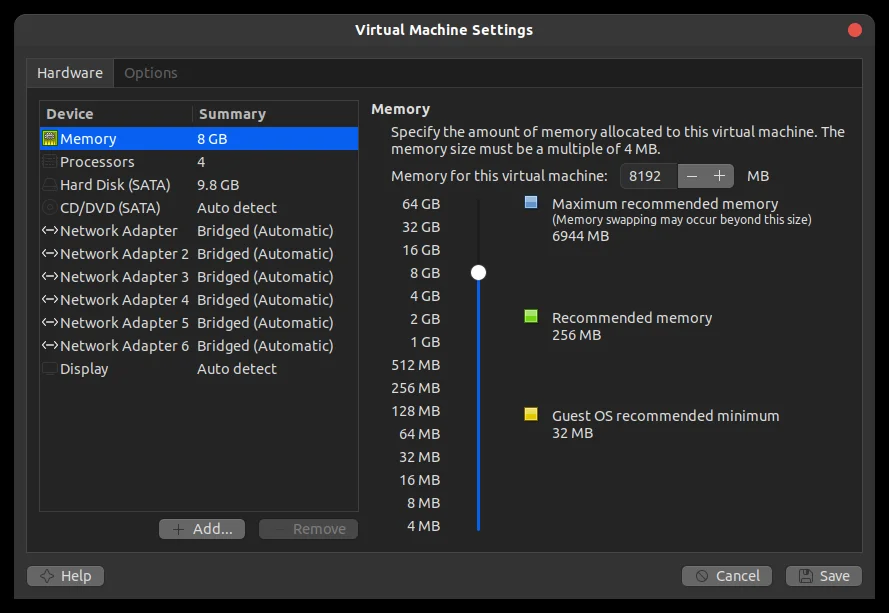 Virtual Machine Settings
Hardware Options
Device Summary
Memory 8 GB
Processors 4
Hard Disk (SATA) 9.8 GB
CD/DVD (SATA) Auto detect
Network Adapter Bridged (Automatic)
Network Adapter 2 Bridged (Automatic)
Network Adapter 3 Bridged (Automatic)
Network Adapter 4 Bridged (Automatic)
Network Adapter 5 Bridged (Automatic)
Network Adapter 6 Bridged (Automatic)
Display Auto detect
Add...
Remove
Memory
Specify the amount of memory allocated to this virtual machine. The
memory size must be a multiple of 4 MB.
Memory for this virtual machine: 8192 − + MB
64 GB
32 GB
16 GB
8 GB
4 GB
2 GB
1 GB
512 MB
256 MB
128 MB
64 MB
32 MB
16 MB
8 MB
4 MB
Maximum recommended memory
(Memory swapping may occur beyond this size)
6944 MB
Recommended memory
256 MB
Guest OS recommended minimum
32 MB
Help
Cancel
Save